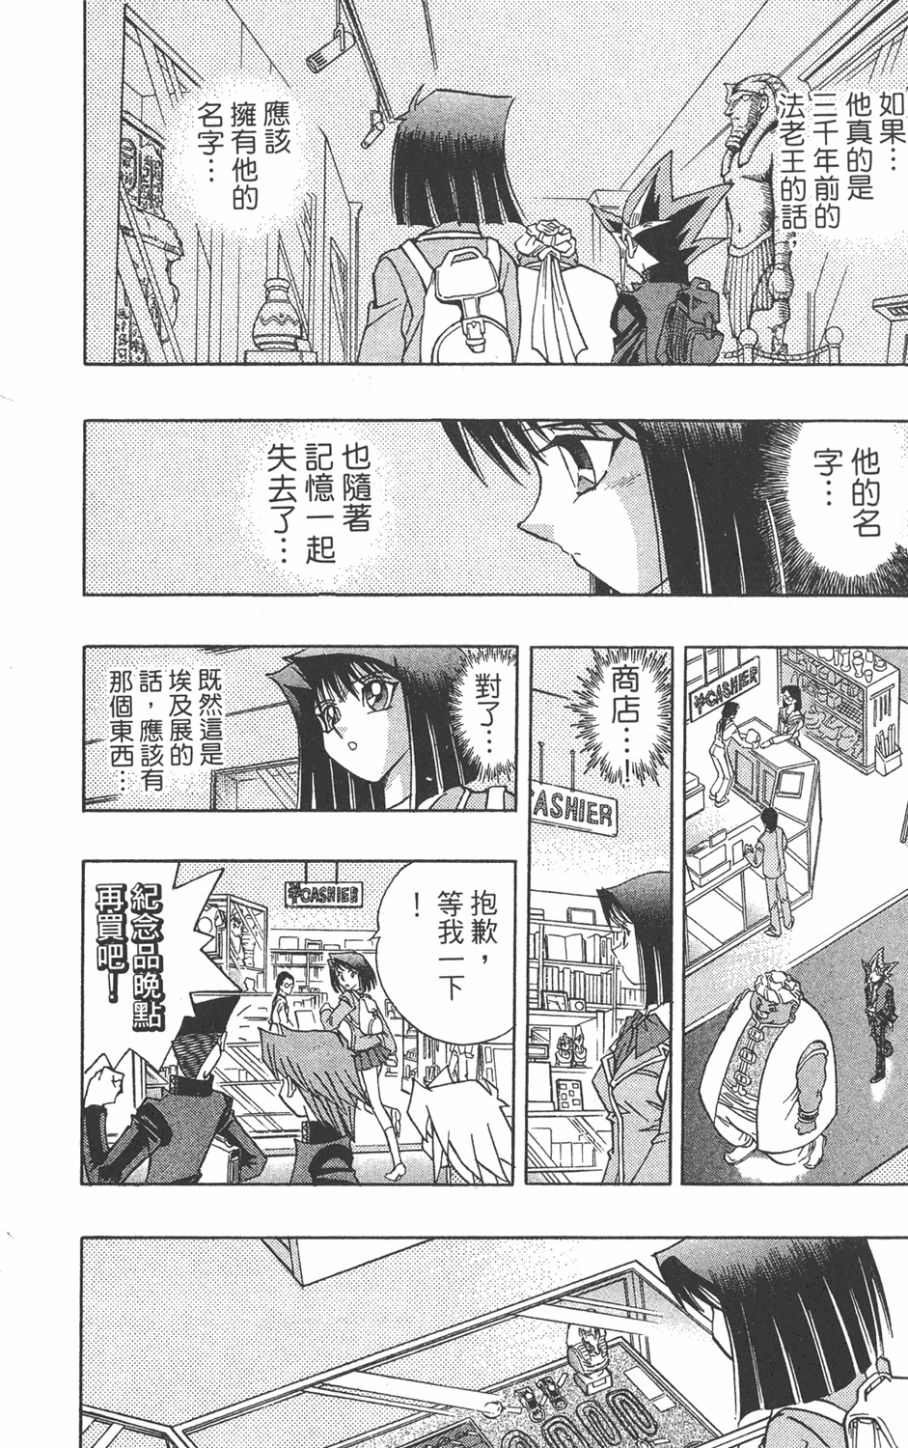 如果…
他真的是
三千年前的
法老王的話，
應該
擁有他的
名字…
他的名
字…
也隨著
記憶一起
失去了…
CASHIER
商店…！
CASHIER
對了…
既然這是
埃及展的
話，應該有
那個東西…
抱歉，
等我一下
！
CASHIER
紀念品晚點
再買吧！